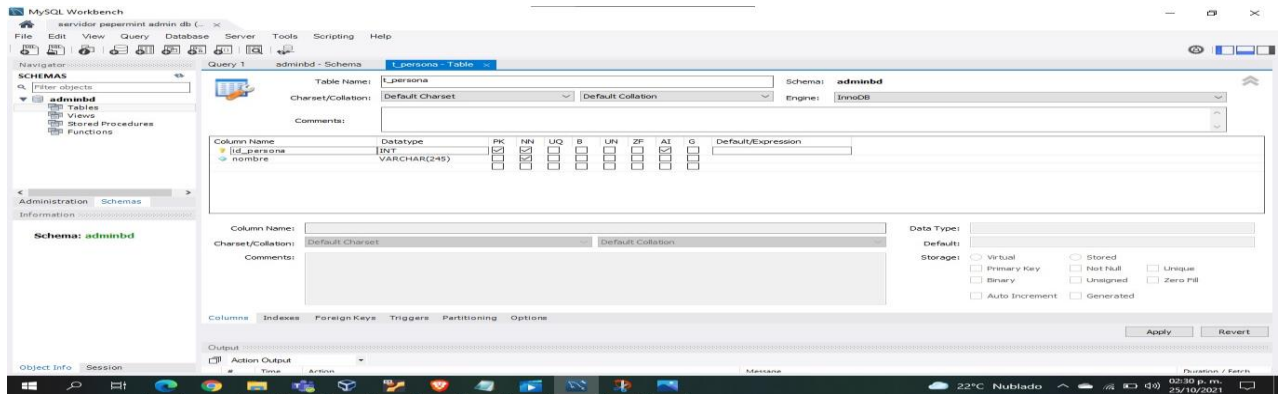 MySQL Workbench
servidor pepermint admin db (...
File Edit View Query Database Server Tools Scripting Help
Navigator
SCHEMAS
Filter objects
adminbd
Tables
Views
Stored Procedures
Functions
Administration Schemas
Information
Schema: adminbd
Object Info Session
Query 1 adminbd - Schema t_persona - Table
Table Name: t_persona Schema: adminbd
Charset/Collation: Default Charset Default Collation Engine: InnoDB
Comments:
Column Name Datatype PK NN UQ B UN ZF AI G Default/Expression
id_persona INT
nombre VARCHAR(245)
Column Name: Data Type:
Charset/Collation: Default Charset Default Collation Default:
Comments: Storage: Virtual Stored
Primary Key Not Null Unique
Binary Unsigned Zero Fill
Auto Increment Generated
Columns Indexes Foreign Keys Triggers Partitioning Options
Apply Revert
Output
Action Output
# Time Action Message Duration / Fetch
22°C Nublado 02:30 p. m.
25/10/2021